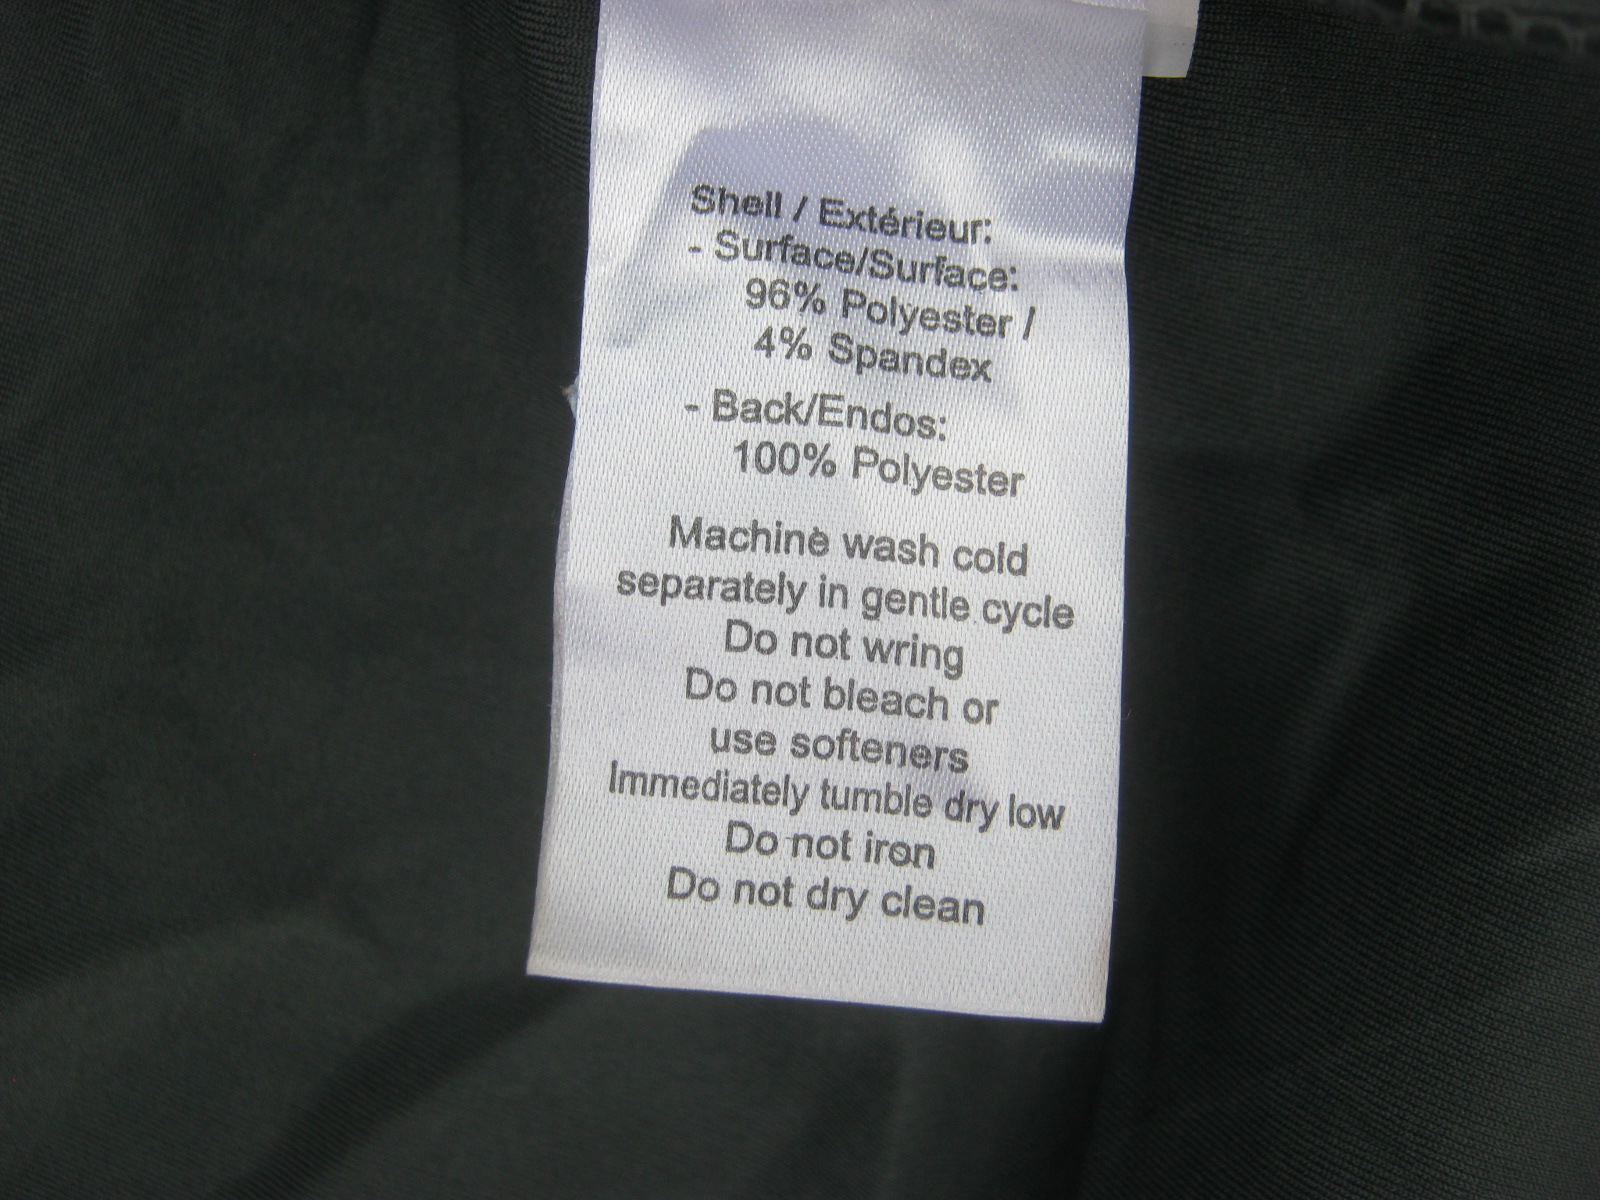 Shell / Extérieur:
- Surface/Surface:
96% Polyester /
4% Spandex
- Back/Endos:
100% Polyester
Machine wash cold
separately in gentle cycle
Do not wring
Do not bleach or
use softeners
Immediately tumble dry low
Do not iron
Do not dry clean